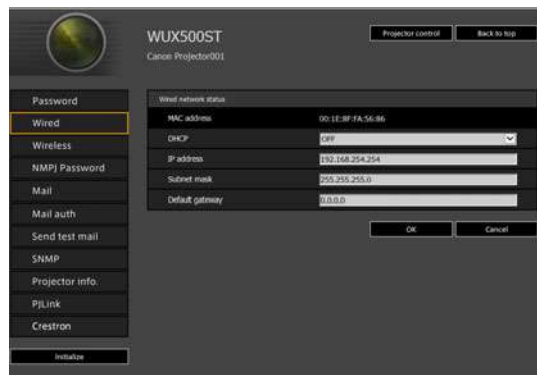 WUX500ST
Canon Projector001
Projector control
Back to top
Password
Wired
Wireless
NMPJ Password
Mail
Mail auth
Send test mail
SNMP
Projector info.
PJLink
Crestron
Initialize
Wired network status
MAC address 00:1E:8F:FA:56:86
DHCP OFF
IP address 192.168.254.254
Subnet mask 255.255.255.0
Default gateway 0.0.0.0
OK
Cancel